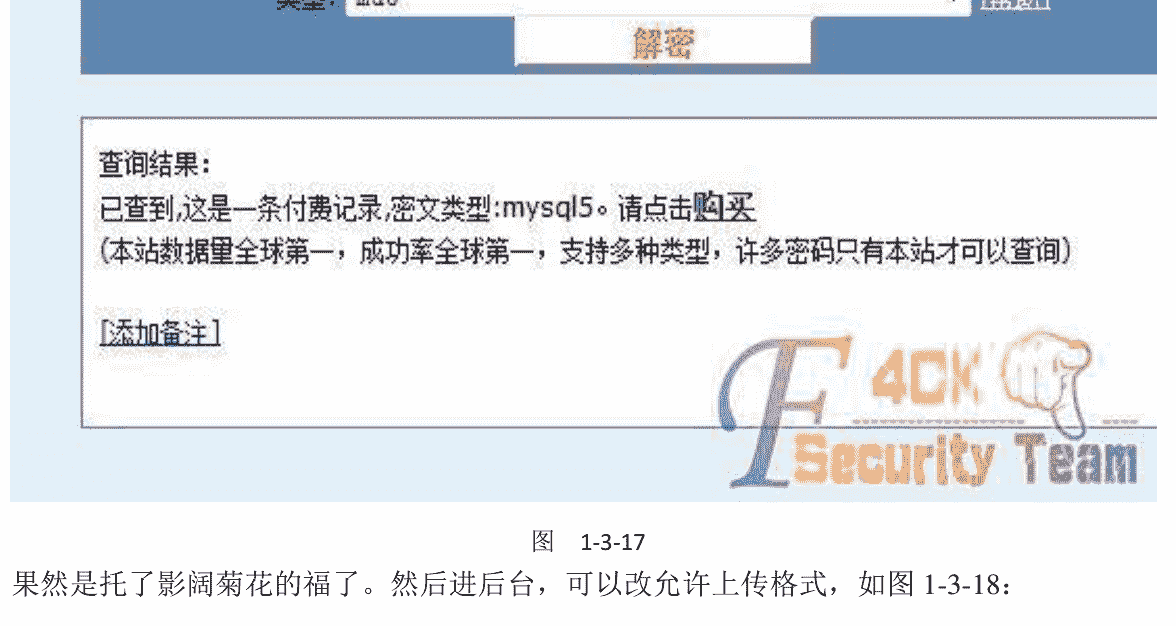 解密
查询结果：
已查到,这是一条付费记录,密文类型:mysql5。请点击购买
(本站数据量全球第一，成功率全球第一，支持多种类型，许多密码只有本站才可以查询)
[添加备注]
F4CK
Security Team
图 1-3-17
果然是托了影阔菊花的福了。然后进后台，可以改允许上传格式，如图 1-3-18：